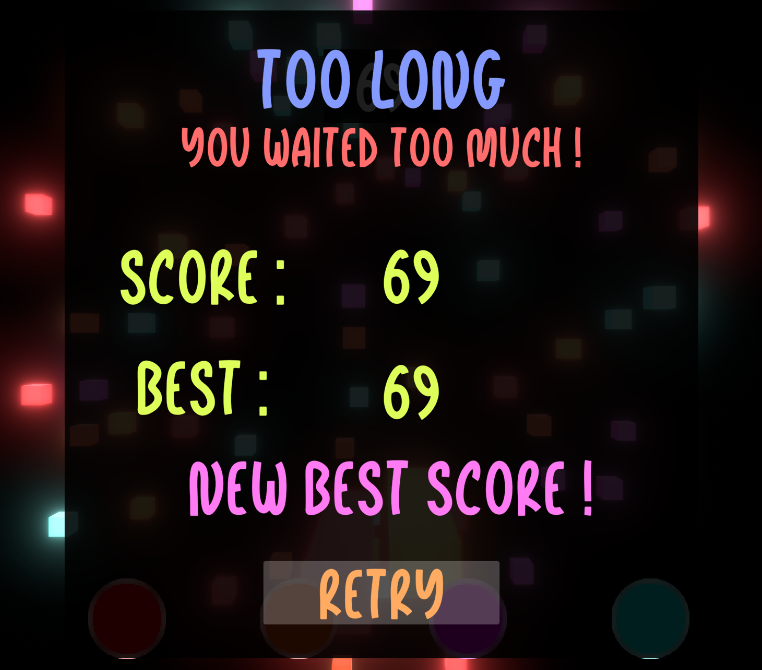 TOO LONG
YOU WAITED TOO MUCH !
SCORE : 69
BEST : 69
NEW BEST SCORE !
RETRY